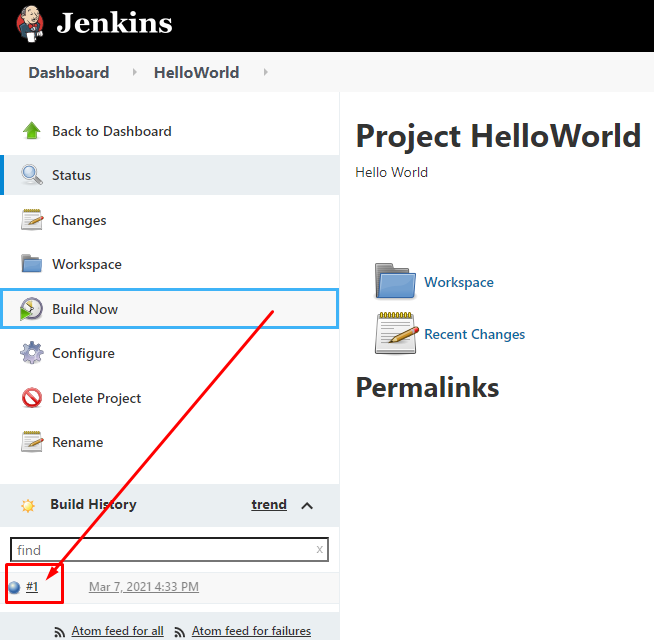 Jenkins
Dashboard HelloWorld
Back to Dashboard
Status
Changes
Workspace
Build Now
Configure
Delete Project
Rename
Build History trend
find x
#1 Mar 7, 2021 4:33 PM
Atom feed for all Atom feed for failures
Project HelloWorld
Hello World
Workspace
Recent Changes
Permalinks